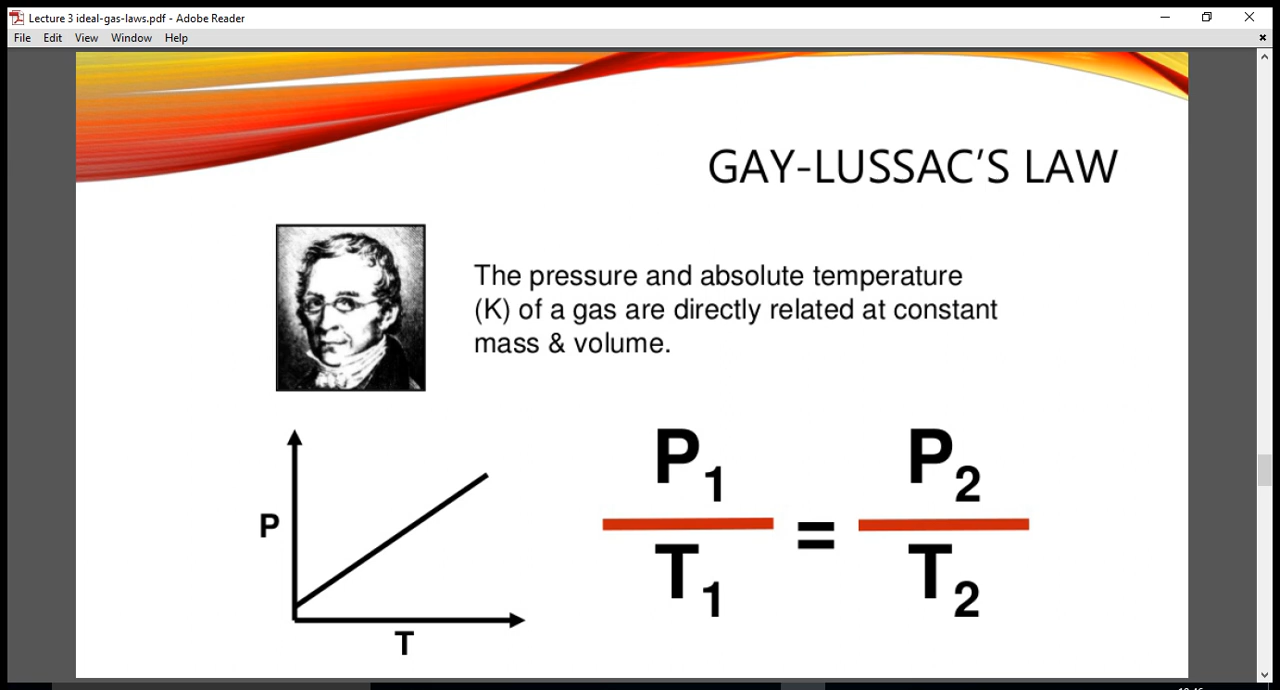 Lecture 3 ideal-gas-laws.pdf - Adobe Reader
File Edit View Window Help
GAY-LUSSAC’S LAW
The pressure and absolute temperature
(K) of a gas are directly related at constant
mass & volume.
P
T
P₁ = P₂
T₁ T₂